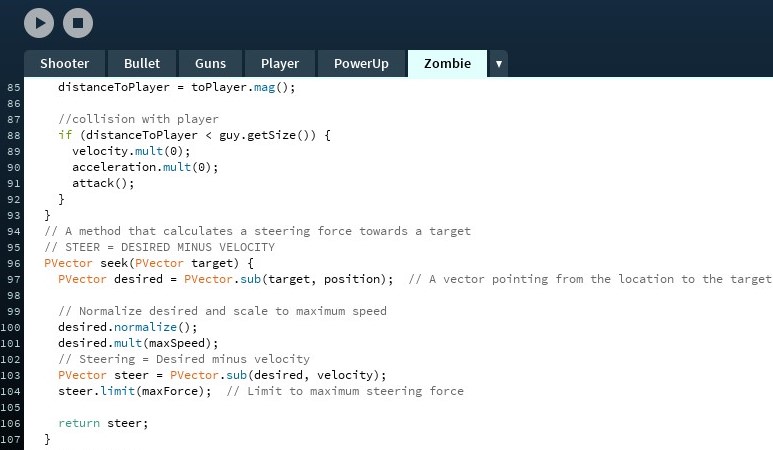 Shooter Bullet Guns Player PowerUp Zombie ▼
85 distanceToPlayer = toPlayer.mag();
86
87 //collision with player
88 if (distanceToPlayer < guy.getSize()) {
89 velocity.mult(0);
90 acceleration.mult(0);
91 attack();
92 }
93 }
94 // A method that calculates a steering force towards a target
95 // STEER = DESIRED MINUS VELOCITY
96 PVector seek(PVector target) {
97 PVector desired = PVector.sub(target, position);  // A vector pointing from the location to the target
98
99 // Normalize desired and scale to maximum speed
100 desired.normalize();
101 desired.mult(maxSpeed);
102 // Steering = Desired minus velocity
103 PVector steer = PVector.sub(desired, velocity);
104 steer.limit(maxForce);  // Limit to maximum steering force
105
106 return steer;
107 }